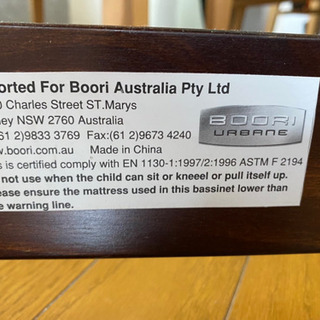 orted For Boori Australia Pty Ltd
0 Charles Street ST.Marys
ney NSW 2760 Australia
61 2)9833 3769 Fax:(61 2)9673 4240
w.boori.com.au Made in China
s is certified comply with EN 1130-1:1997/2:1996 ASTM F 2194
not use when the child can sit or kneeel or pull itself up.
ease ensure the mattress used in this bassinet lower than
e warning line.
BOORI
URBANE